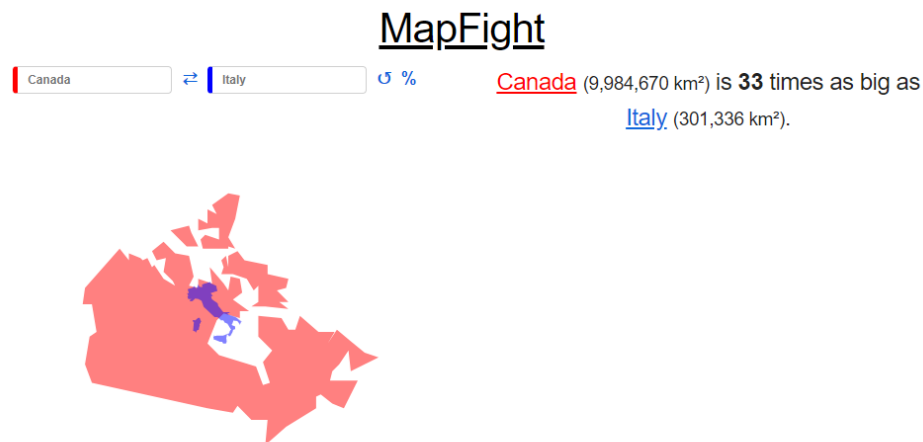 MapFight
Canada ⇄ Italy ↺ %
Canada (9,984,670 km²) is 33 times as big as
Italy (301,336 km²).